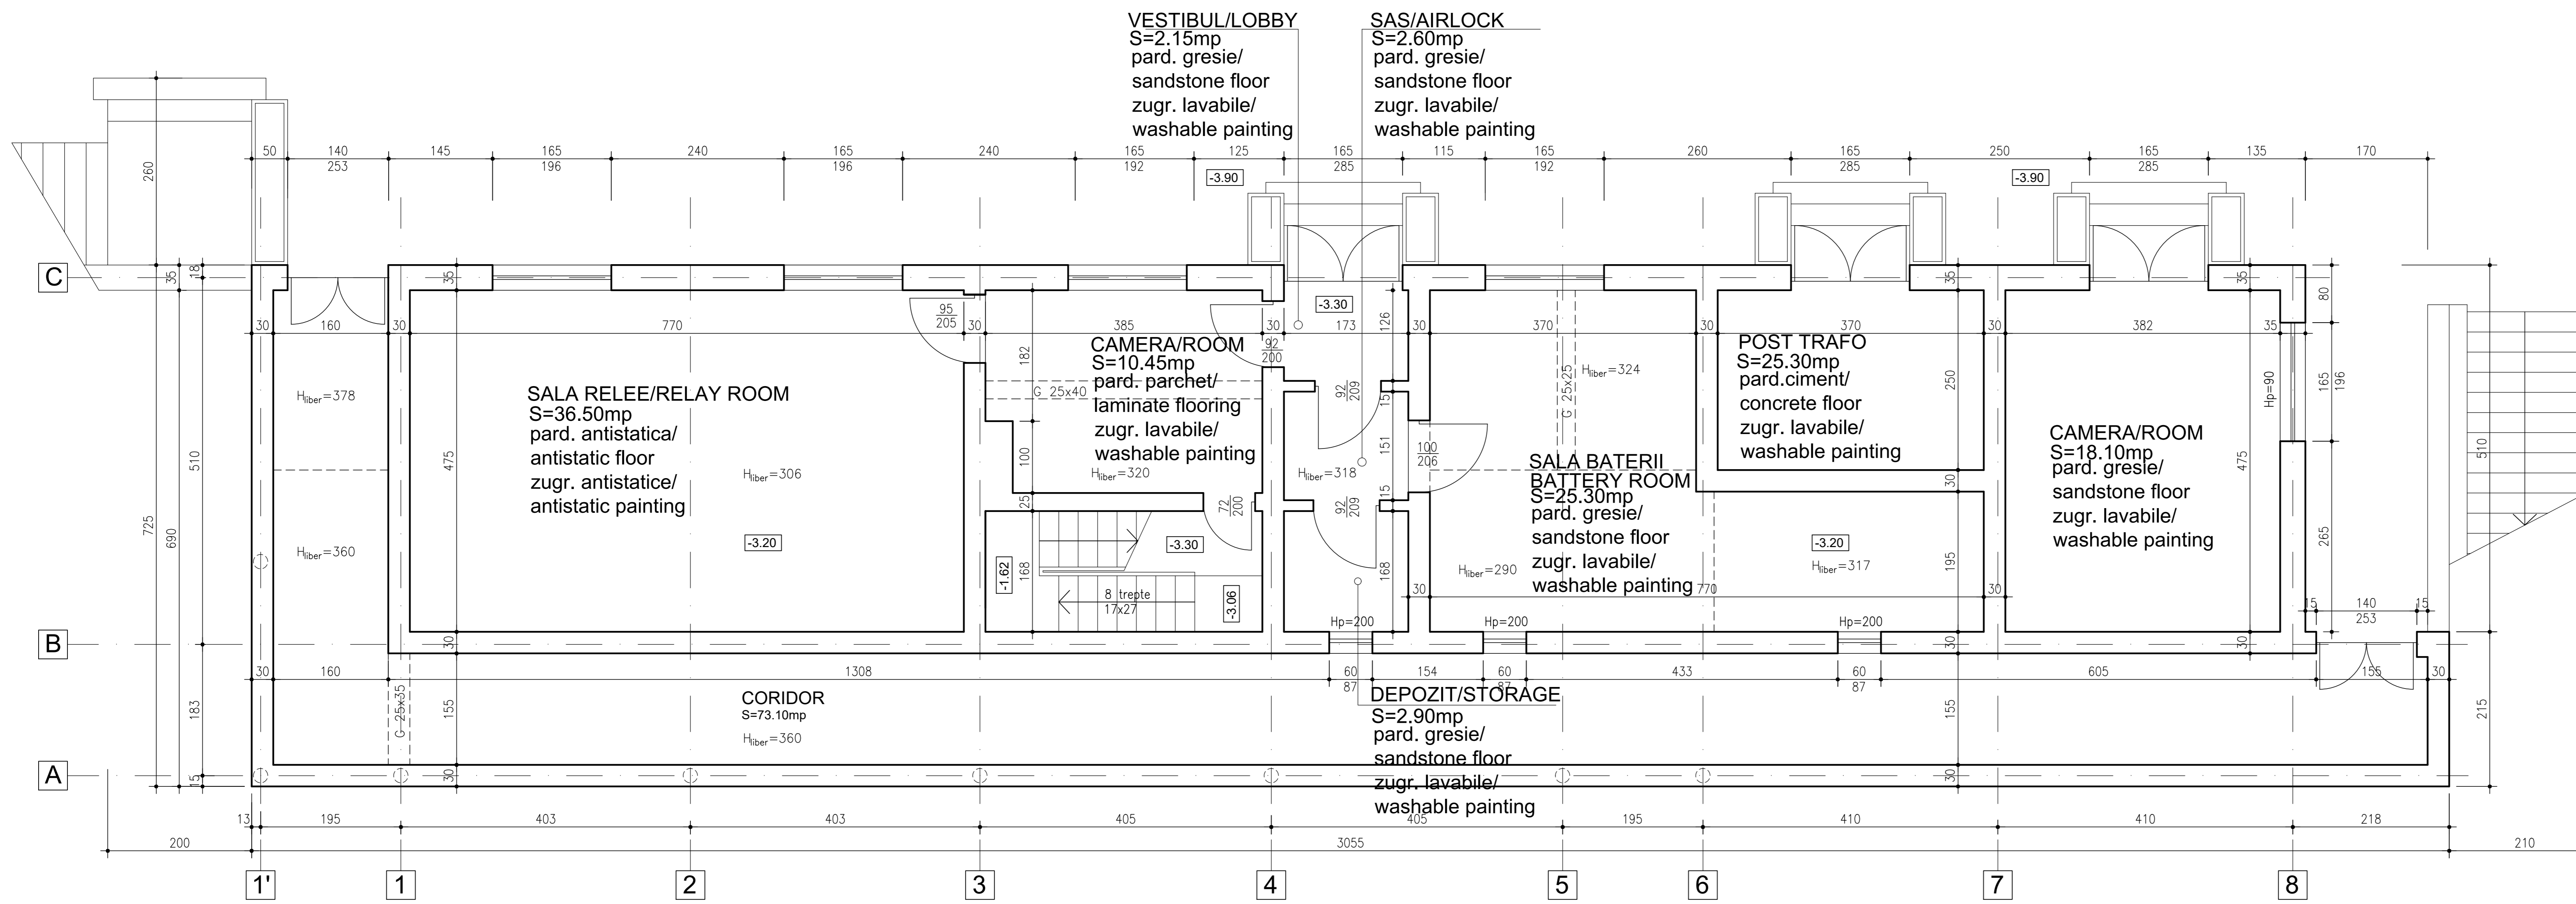 VESTIBUL/LOBBY
S=2.15mp
pard. gresie/
sandstone floor
zugr. lavabile/
washable painting
SAS/AIRLOCK
S=2.60mp
pard. gresie/
sandstone floor
zugr. lavabile/
washable painting
50 140 145 165 240 165 240 165 125 165 115 165 260 165 250 165 135 170
253 196 196 192 285 192 285 285
260
-3.90
-3.90
C
35
18
35
35
35
80
-3.30
95
205
30 160 30 770 30 385 30 173 30 370 30 370 30 382 35
126
92
200
182
CAMERA/ROOM
S=10.45mp
pard. parchet/
laminate flooring
zugr. lavabile/
washable painting
G 25x40
Hliber=320
POST TRAFO
S=25.30mp
pard.ciment/
concrete floor
zugr. lavabile/
washable painting
Hliber=324
G 25x25
250
Hp=90
165
196
SALA RELEE/RELAY ROOM
S=36.50mp
pard. antistatica/
antistatic floor
zugr. antistatice/
antistatic painting
Hliber=378
Hliber=306
92
209
15
151
100
206
Hliber=318
15
92
209
CAMERA/ROOM
S=18.10mp
pard. gresie/
sandstone floor
zugr. lavabile/
washable painting
SALA BATERII
BATTERY ROOM
S=25.30mp
pard. gresie/
sandstone floor
zugr. lavabile/
washable painting
725
690
510
475
100
25
72
200
30
475
510
265
-3.20
Hliber=360
-1.62
168
-3.30
8 trepte
17x27
-3.06
168
Hliber=290
-3.20
Hliber=317
195
30 770 30
15 140 15
253
Hp=200
Hp=200
Hp=200
B
30
30
30
30 160 1308 60 154 60 433 60 605 155 30
87 87 87
183
G 25x35
155
CORIDOR
S=73.10mp
Hliber=360
DEPOZIT/STORAGE
S=2.90mp
pard. gresie/
sandstone floor
zugr. lavabile/
washable painting
155
215
A
15
30
30
13 195 403 403 405 405 195 410 410 218
200 3055 210
1' 1 2 3 4 5 6 7 8